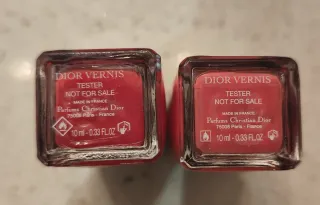 DIOR VERNIS
TESTER
NOT FOR SALE
MADE IN FRANCE
Parfums Christian Dior
75008 Paris - France
10 ml - 0.33 FL.OZ
DIOR VERNIS
TESTER
NOT FOR SALE
MADE IN FRANCE
Parfums Christian Dior
75008 Paris - France
10 ml - 0.33 FL.OZ